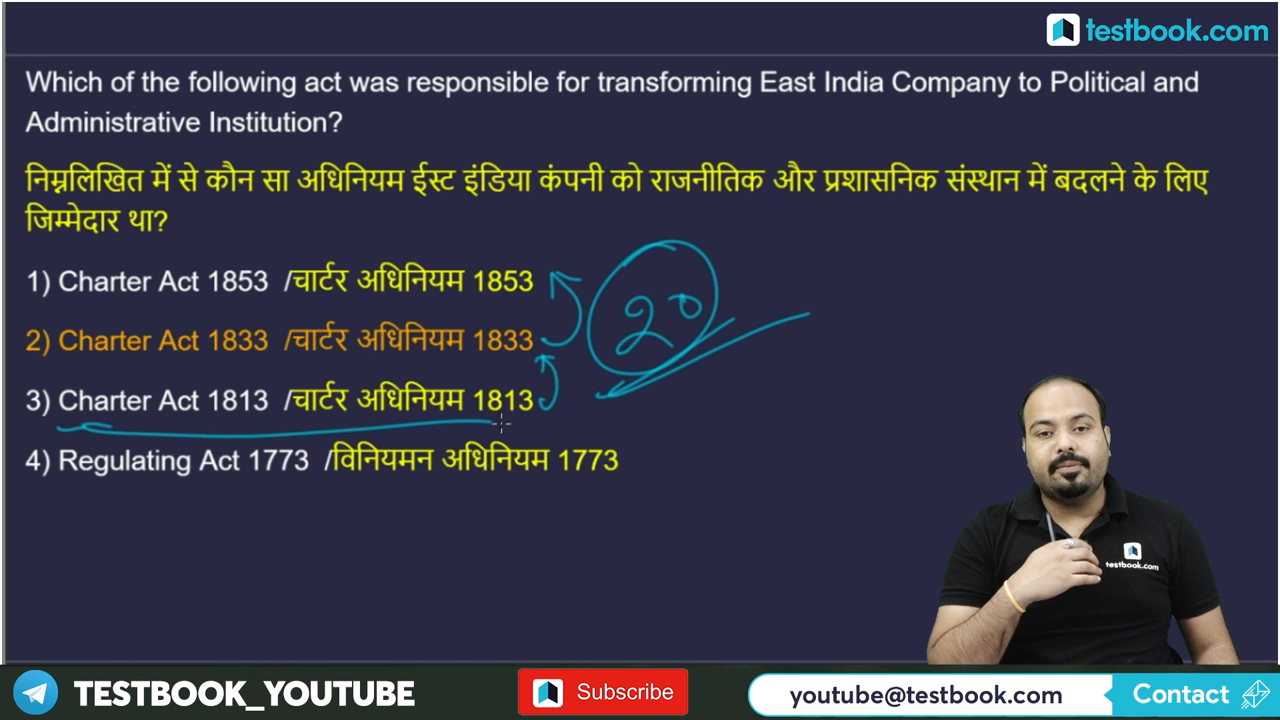 testbook.com
Which of the following act was responsible for transforming East India Company to Political and
Administrative Institution?
निम्नलिखित में से कौन सा अधिनियम ईस्ट इंडिया कंपनी को राजनीतिक और प्रशासनिक संस्थान में बदलने के लिए
जिम्मेदार था?
1) Charter Act 1853 /चार्टर अधिनियम 1853
20
2) Charter Act 1833 /चार्टर अधिनियम 1833
3) Charter Act 1813 /चार्टर अधिनियम 1813
4) Regulating Act 1773 /विनियमन अधिनियम 1773
testbook.com
TESTBOOK_YOUTUBE
Subscribe
youtube@testbook.com
Contact